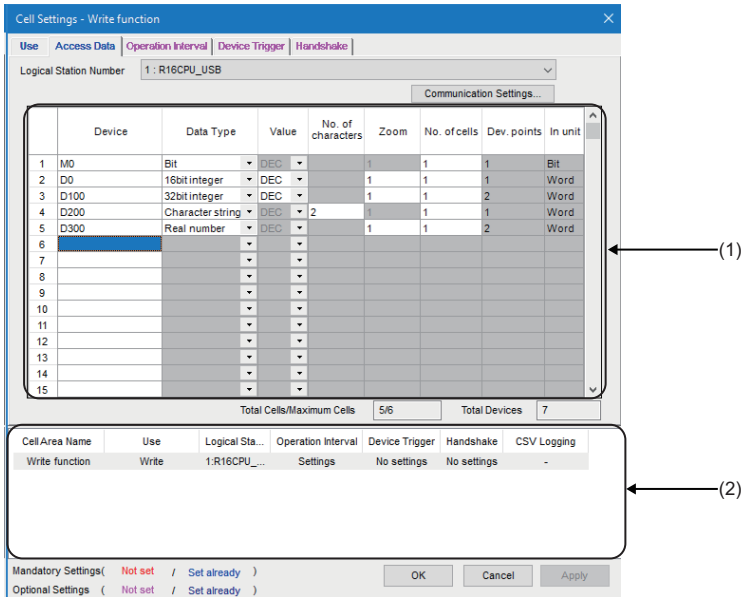 Cell Settings - Write function
Use Access Data Operation Interval Device Trigger Handshake
Logical Station Number 1 : R16CPU_USB
Communication Settings...
Device Data Type Value No. of characters Zoom No. of cells Dev. points In unit
1 M0 Bit DEC 1 1 1 Bit
2 D0 16bit integer DEC 1 1 1 Word
3 D100 32bit integer DEC 1 1 2 Word
4 D200 Character string DEC 2 1 1 1 Word
5 D300 Real number DEC 1 1 2 Word
6
7
8
9
10
11
12
13
14
15
(1)
Total Cells/Maximum Cells 5/6 Total Devices 7
Cell Area Name Use Logical Sta... Operation Interval Device Trigger Handshake CSV Logging
Write function Write 1:R16CPU_... Settings No settings No settings -
(2)
Mandatory Settings( Not set / Set already )
Optional Settings ( Not set / Set already )
OK Cancel Apply